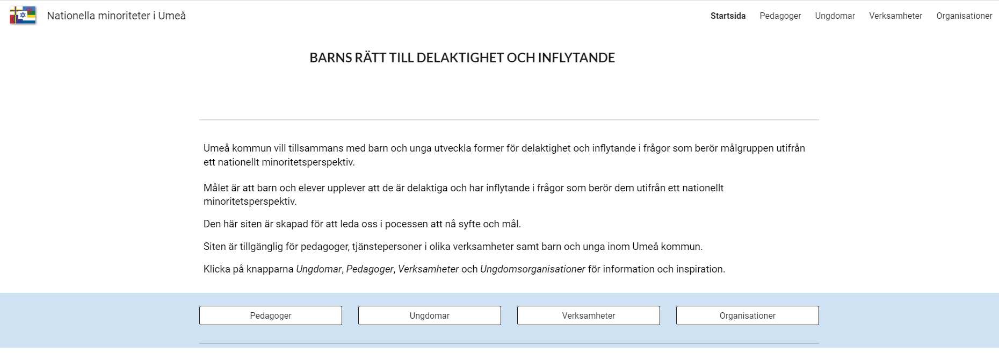 Nationella minoriteter i Umeå
Startsida Pedagoger Ungdomar Verksamheter Organisationer
BARNS RÄTT TILL DELAKTIGHET OCH INFLYTANDE
Umeå kommun vill tillsammans med barn och unga utveckla former för delaktighet och inflytande i frågor som berör målgruppen utifrån
ett nationellt minoritetsperspektiv.
Målet är att barn och elever upplever att de är delaktiga och har inflytande i frågor som berör dem utifrån ett nationellt
minoritetsperspektiv.
Den här siten är skapad för att leda oss i pocessen att nå syfte och mål.
Siten är tillgänglig för pedagoger, tjänstepersoner i olika verksamheter samt barn och unga inom Umeå kommun.
Klicka på knapparna Ungdomar, Pedagoger, Verksamheter och Ungdomsorganisationer för information och inspiration.
Pedagoger Ungdomar Verksamheter Organisationer